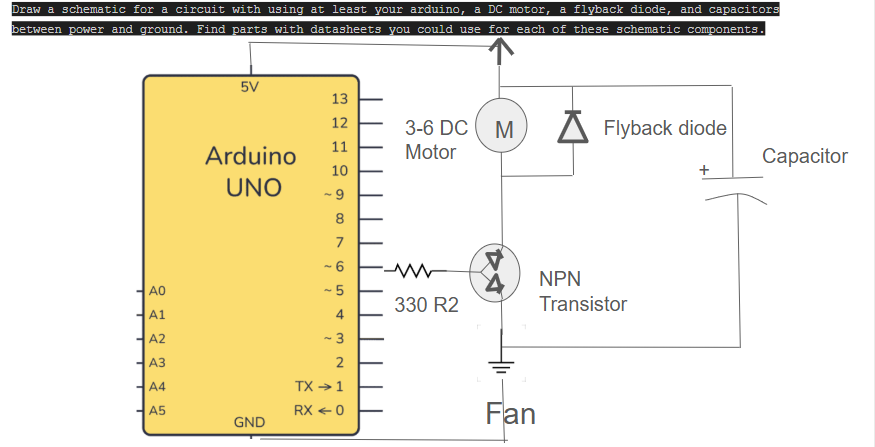 Draw a schematic for a circuit with using at least your arduino, a DC motor, a flyback diode, and capacitors
between power and ground. Find parts with datasheets you could use for each of these schematic components.
5V
13
12
11
10
~9
8
7
~6
~5
4
~3
2
TX → 1
RX ← 0
Arduino
UNO
A0
A1
A2
A3
A4
A5
GND
3-6 DC
Motor
M
Flyback diode
Capacitor
+
330 R2
NPN
Transistor
Fan